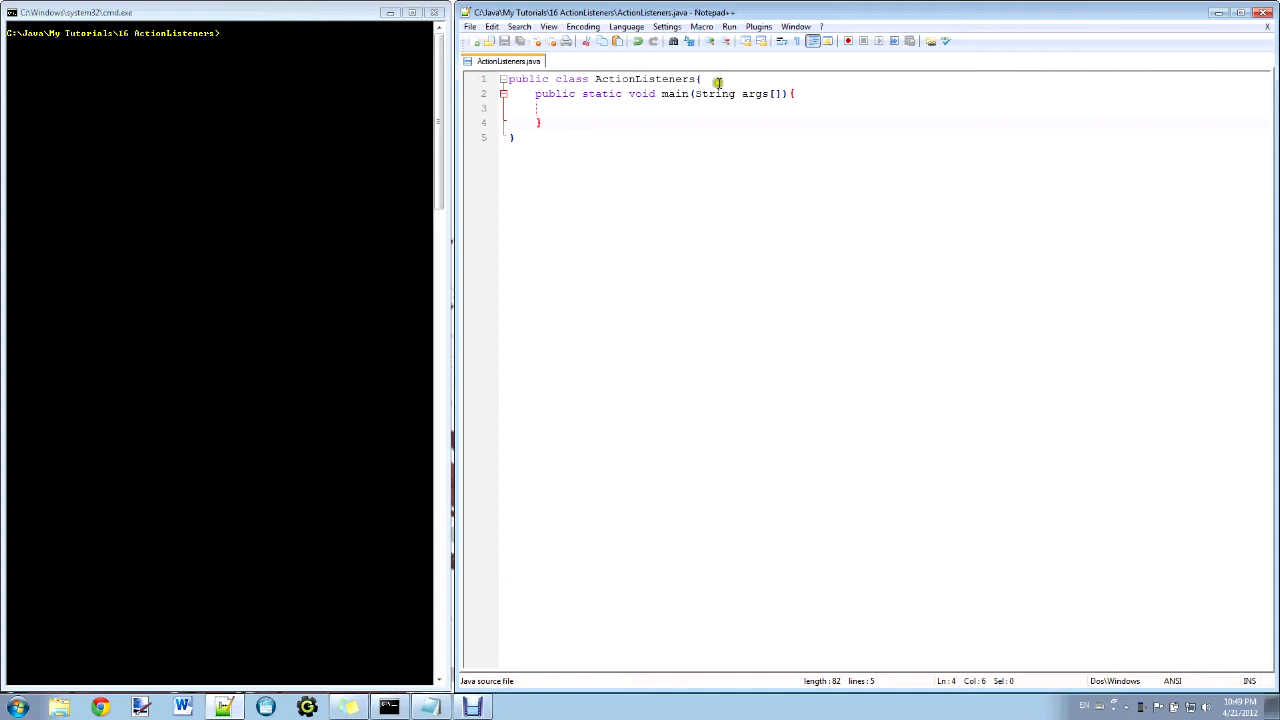 C:\Windows\system32\cmd.exe
C:\Java\My Tutorials\16 ActionListeners>
C:\Java\My Tutorials\16 ActionListeners\ActionListeners.java - Notepad++
File Edit Search View Encoding Language Settings Macro Run Plugins Window ? X
ActionListeners.java
1 public class ActionListeners{
2 public static void main(String args[]){
3
4 }
5 }
Java source file length : 82 lines : 5 Ln : 4 Col : 6 Sel : 0 Dos\Windows ANSI INS
EN 10:49 PM
4/21/2012